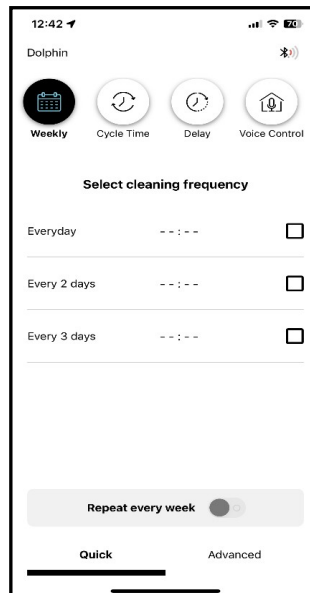 12:42
70
Dolphin
Weekly Cycle Time Delay Voice Control
Select cleaning frequency
Everyday --:--
Every 2 days --:--
Every 3 days --:--
Repeat every week
Quick Advanced